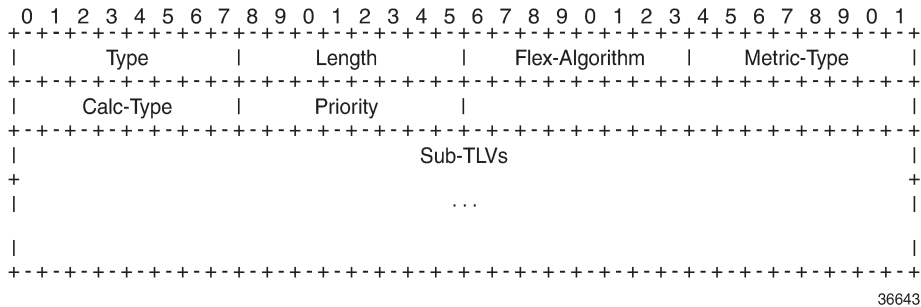 0 1 2 3 4 5 6 7 8 9 0 1 2 3 4 5 6 7 8 9 0 1 2 3 4 5 6 7 8 9 0 1
+-+-+-+-+-+-+-+-+-+-+-+-+-+-+-+-+-+-+-+-+-+-+-+-+-+-+-+-+-+-+-+-+
| Type | Length | Flex-Algorithm | Metric-Type |
+-+-+-+-+-+-+-+-+-+-+-+-+-+-+-+-+-+-+-+-+-+-+-+-+-+-+-+-+-+-+-+-+
| Calc-Type | Priority | |
+-+-+-+-+-+-+-+-+-+-+-+-+-+-+-+-+-+-+-+-+-+-+-+-+-+-+-+-+-+-+-+-+
| Sub-TLVs |
+ +
| ... |
| |
+-+-+-+-+-+-+-+-+-+-+-+-+-+-+-+-+-+-+-+-+-+-+-+-+-+-+-+-+-+-+-+-+
36643